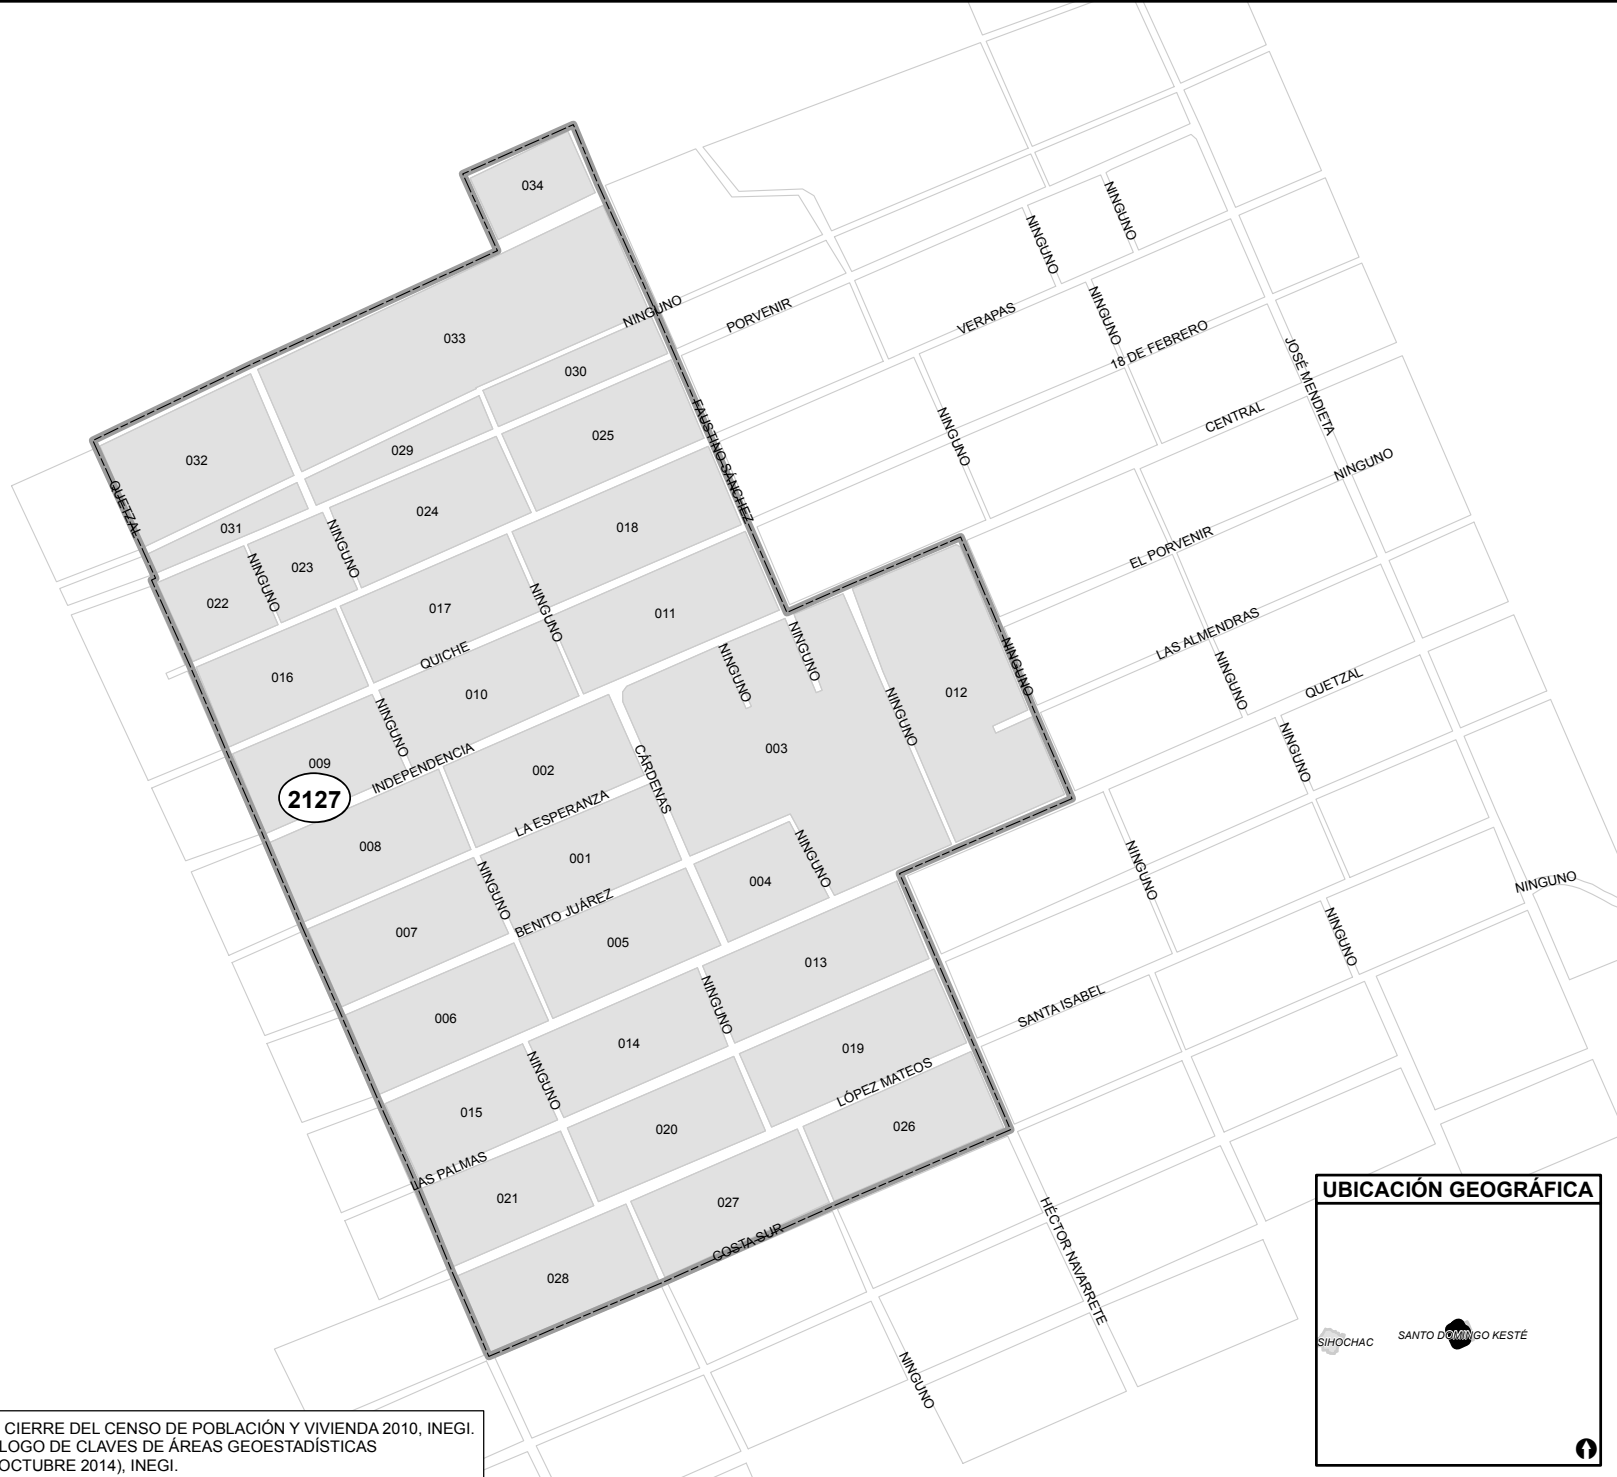 034
NINGUNO
NINGUNO
NINGUNO
PORVENIR
VERAPAS
NINGUNO
033
18 DE FEBRERO
JOSÉ MENDIETA
030
FAUSTINO SÁNCHEZ
NINGUNO
CENTRAL
025
029
032
NINGUNO
QUETZAL
024
031
018
NINGUNO
EL PORVENIR
NINGUNO
023
022
017
NINGUNO
011
LAS ALMENDRAS
QUICHE
NINGUNO
NINGUNO
NINGUNO
NINGUNO
016
010
NINGUNO
012
QUETZAL
NINGUNO
NINGUNO
003
009
INDEPENDENCIA
002
CÁRDENAS
2127
LA ESPERANZA
008
001
NINGUNO
004
NINGUNO
NINGUNO
NINGUNO
BENITO JUÁREZ
007
005
NINGUNO
013
NINGUNO
SANTA ISABEL
006
014
019
NINGUNO
LÓPEZ MATEOS
015
020
026
LAS PALMAS
021
027
HÉCTOR NAVARRETE
COSTA SUR
028
NINGUNO
UBICACIÓN GEOGRÁFICA
SIHOCHAC
SANTO DOMINGO KESTÉ
CIERRE DEL CENSO DE POBLACIÓN Y VIVIENDA 2010, INEGI.
LOGO DE CLAVES DE ÁREAS GEOESTADÍSTICAS
OCTUBRE 2014), INEGI.